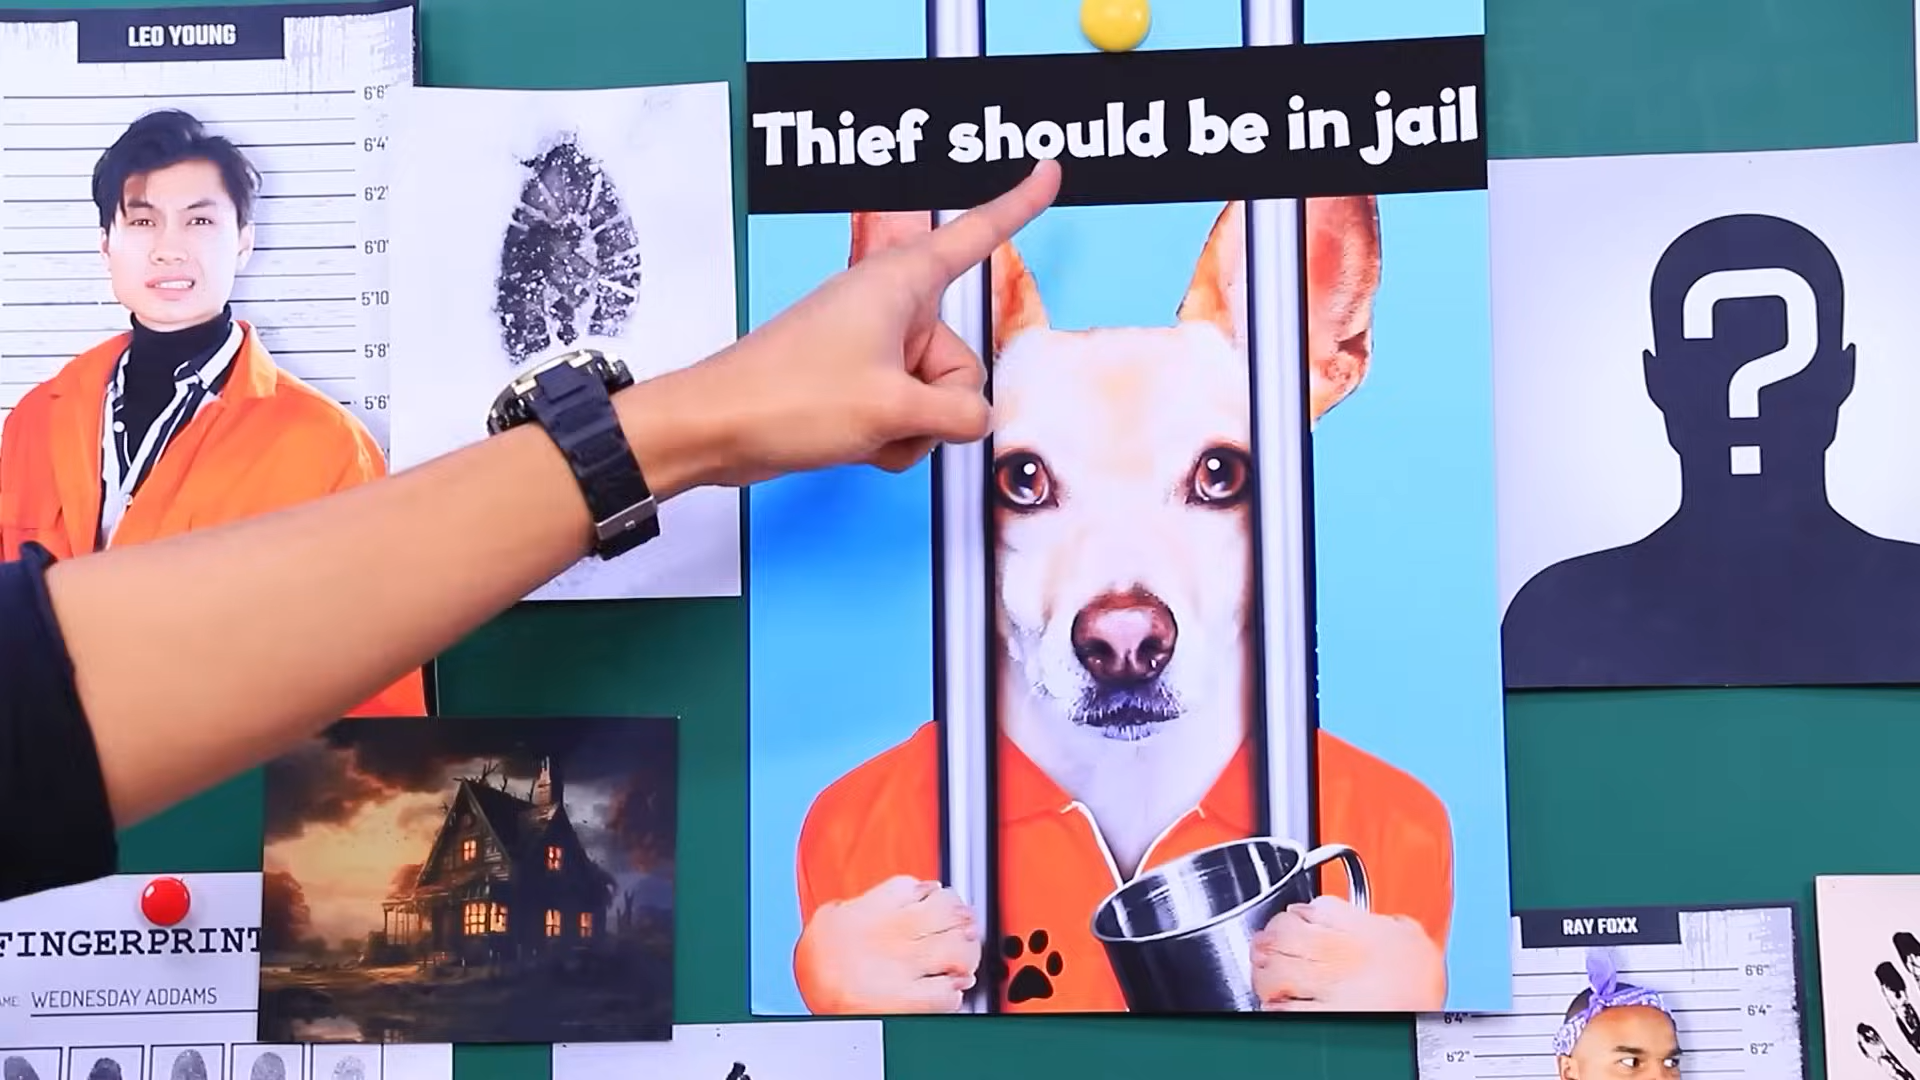 LEO YOUNG
6'6"
6'4"
6'2"
6'0"
5'10
5'8"
5'6"
Thief should be in jail
?
FINGERPRINT
WEDNESDAY ADDAMS
RAY FOXX
6'6"
6'4"
6'2"
6'4"
6'2"